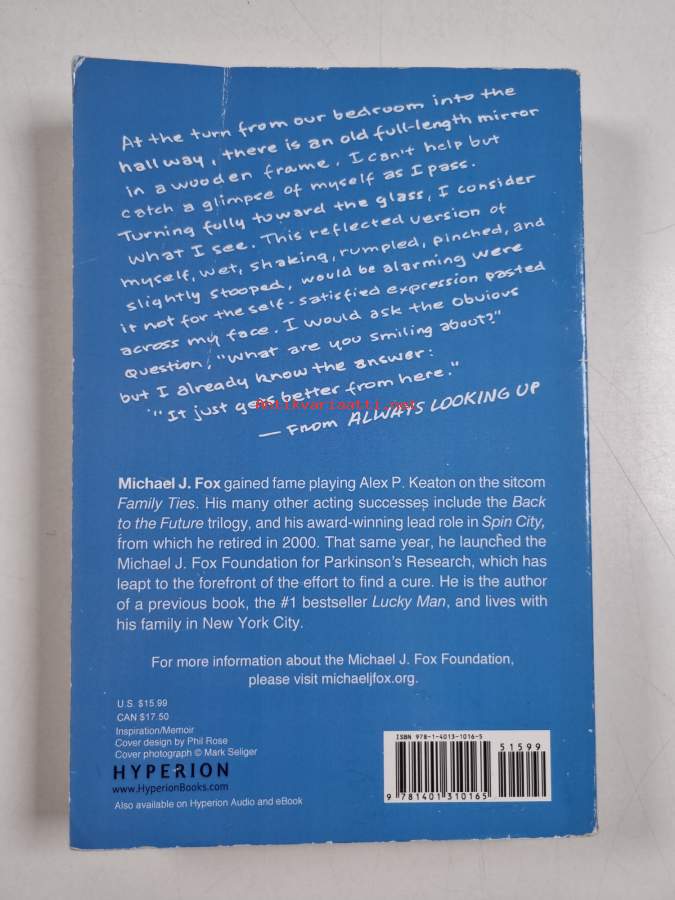 At the turn from our bedroom into the
hallway, there is an old full-length mirror
in a wooden frame. I can't help but
catch a glimpse of myself as I pass.
Turning fully toward the glass, I consider
what I see. This reflected version of
myself, wet, shaking, rumpled, pinched, and
slightly stooped, would be alarming were
it not for the self-satisfied expression pasted
across my face. I would ask the obvious
question, "What are you smiling about?"
but I already know the answer:
"It just gets better from here."
— FROM ALWAYS LOOKING UP
Antikvariaatti.net
Michael J. Fox gained fame playing Alex P. Keaton on the sitcom
Family Ties. His many other acting successes include the Back
to the Future trilogy, and his award-winning lead role in Spin City,
from which he retired in 2000. That same year, he launched the
Michael J. Fox Foundation for Parkinson's Research, which has
leapt to the forefront of the effort to find a cure. He is the author
of a previous book, the #1 bestseller Lucky Man, and lives with
his family in New York City.
For more information about the Michael J. Fox Foundation,
please visit michaeljfox.org.
U.S. $15.99
CAN $17.50
Inspiration/Memoir
Cover design by Phil Rose
Cover photograph © Mark Seliger
HYPERION
www.HyperionBooks.com
Also available on Hyperion Audio and eBook
ISBN 978-1-4013-1016-5
51599
9 781401 310165